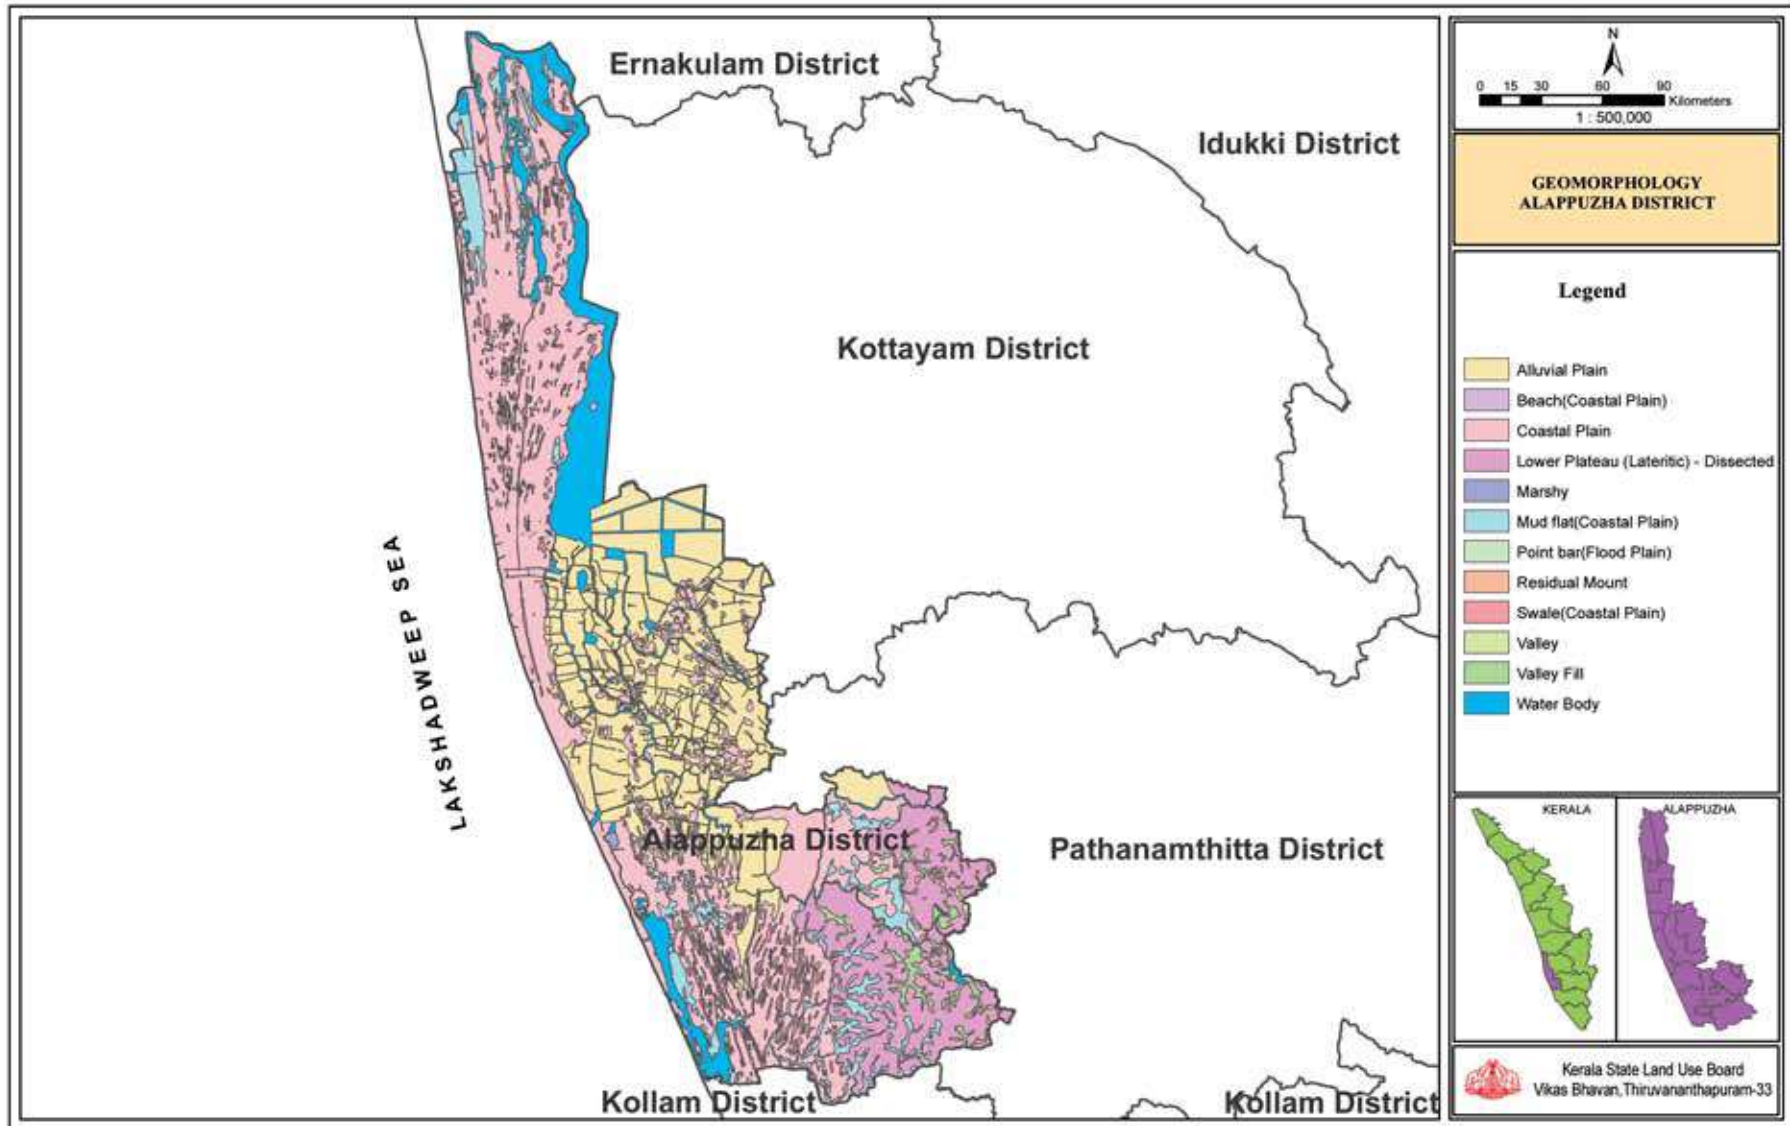 Ernakulam District
Idukki District
Kottayam District
LAKSHADWEEP SEA
Alappuzha District
Pathanamthitta District
Kollam District
Kollam District
N
0 15 30 60 90
Kilometers
1 : 500,000
GEOMORPHOLOGY
ALAPPUZHA DISTRICT
Legend
Alluvial Plain
Beach(Coastal Plain)
Coastal Plain
Lower Plateau (Lateritic) - Dissected
Marshy
Mud flat(Coastal Plain)
Point bar(Flood Plain)
Residual Mount
Swale(Coastal Plain)
Valley
Valley Fill
Water Body
KERALA
ALAPPUZHA
Kerala State Land Use Board
Vikas Bhavan,Thiruvananthapuram-33